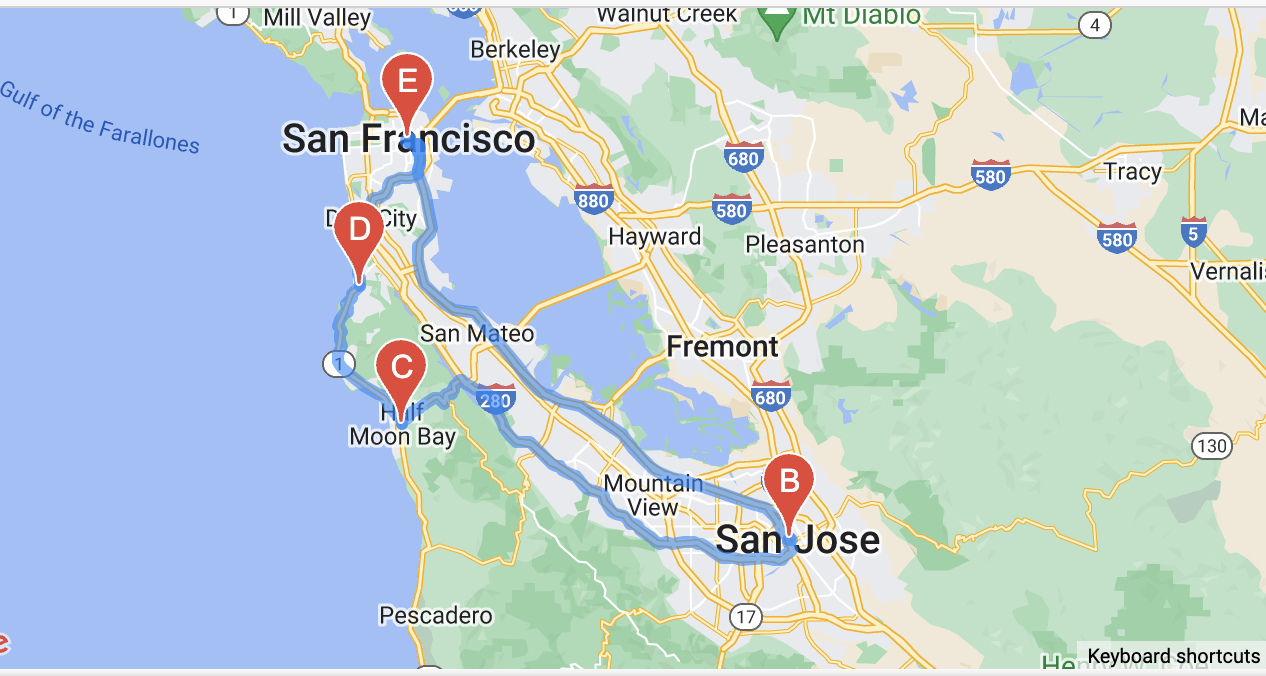 1
Mill Valley
Walnut Creek
Mt Diablo
4
Berkeley
E
Gulf of the Farallones
San Francisco
680
580
Tracy
880
580
D
City
Hayward
Pleasanton
580
5
Vernalis
San Mateo
Fremont
1
C
280
680
Half
Moon Bay
130
B
Mountain
View
San Jose
Pescadero
17
Keyboard shortcuts